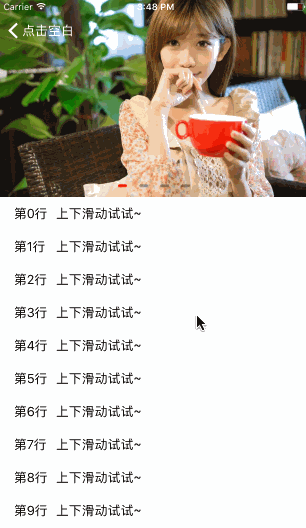 Carrier 5:48 PM
点击空白
第0行 上下滑动试试~
第1行 上下滑动试试~
第2行 上下滑动试试~
第3行 上下滑动试试~
第4行 上下滑动试试~
第5行 上下滑动试试~
第6行 上下滑动试试~
第7行 上下滑动试试~
第8行 上下滑动试试~
第9行 上下滑动试试~